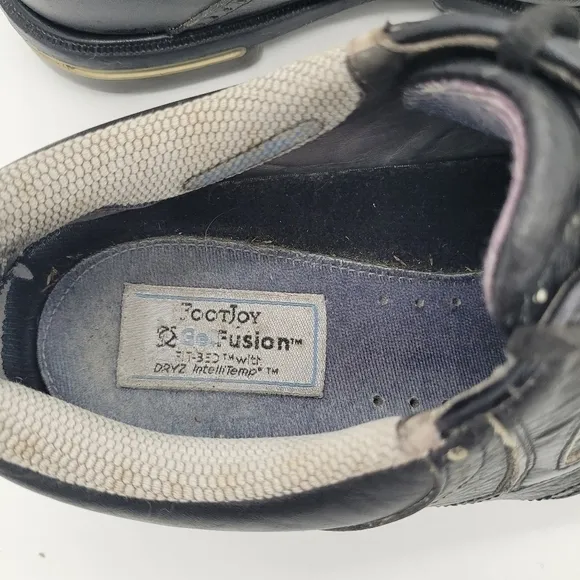 FOOTJOY
GelFusion™
FIT-BED™ with
DRYZ IntelliTemp™